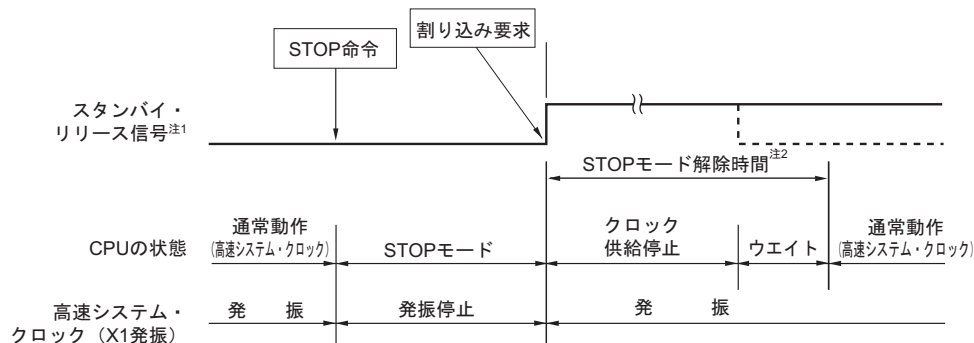 STOP命令
割り込み要求
スタンバイ・
リリース信号注1
STOPモード解除時間注2
CPUの状態
通常動作
(高速システム・クロック)
STOPモード
クロック
供給停止
ウエイト
通常動作
(高速システム・クロック)
高速システム・
クロック（X1発振）
発　振
発振停止
発　振